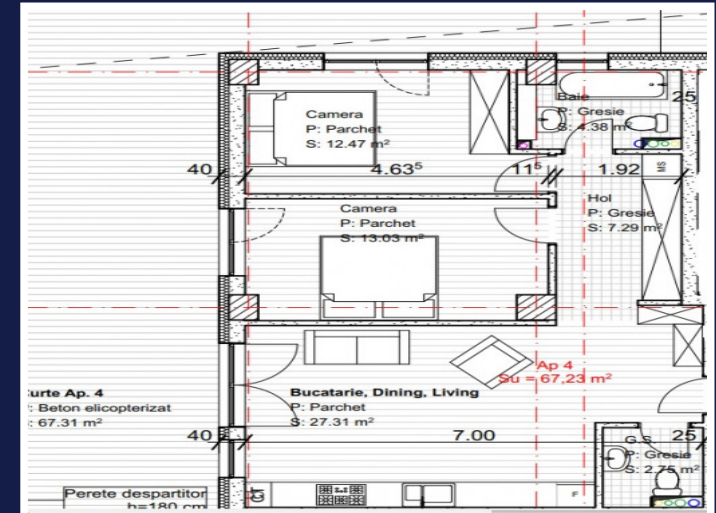 Camera
P: Parchet
S: 12.47 m²
Baie
P: Gresie
S: 4.38 m²
25
40
4.63⁵
11⁵
1.92
MS
Hol
P: Gresie
S: 7.29 m²
Camera
P: Parchet
S: 13.03 m²
Ap 4
Su = 67,23 m²
urte Ap. 4
: Beton elicopterizat
: 67.31 m²
Bucatarie, Dining, Living
P: Parchet
S: 27.31 m²
40
7.00
25
G.S.
P: Gresie
S: 2.75 m²
Perete despartitor
h=180 cm
F